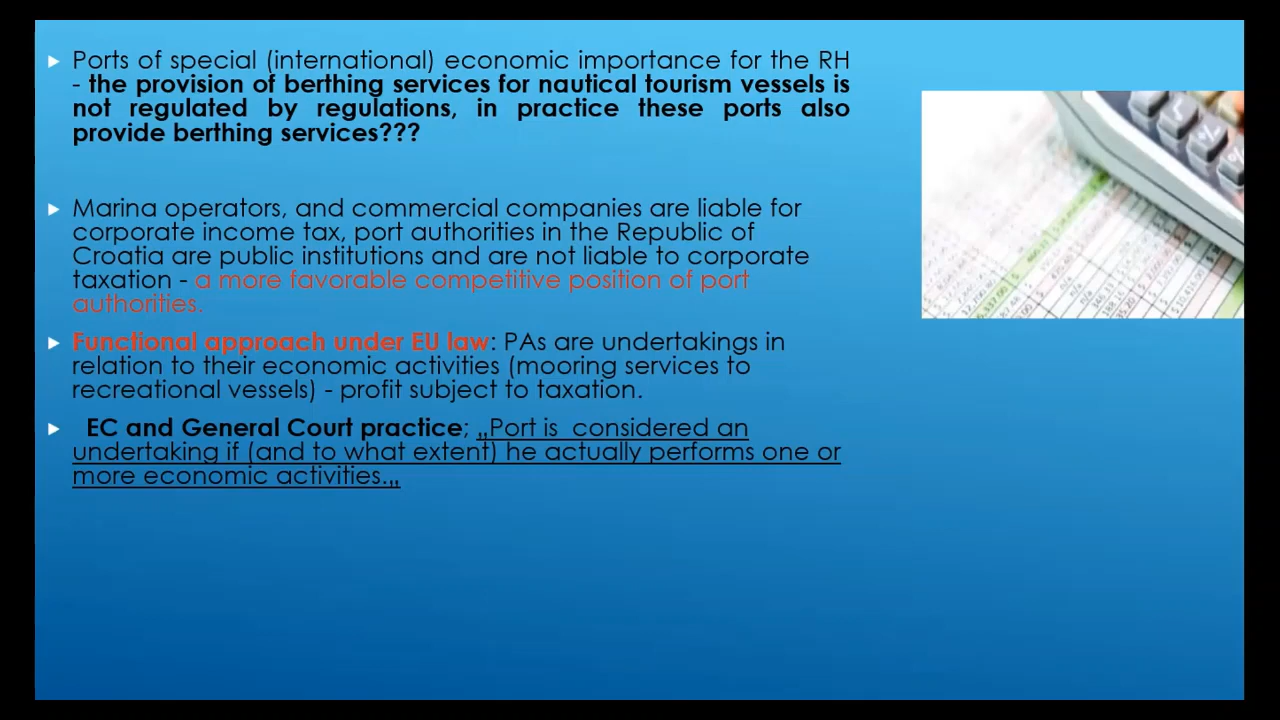 Ports of special (international) economic importance for the RH
- the provision of berthing services for nautical tourism vessels is
not regulated by regulations, in practice these ports also
provide berthing services???
Marina operators, and commercial companies are liable for
corporate income tax, port authorities in the Republic of
Croatia are public institutions and are not liable to corporate
taxation - a more favorable competitive position of port
authorities.
Functional approach under EU law: PAs are undertakings in
relation to their economic activities (mooring services to
recreational vessels) - profit subject to taxation.
EC and General Court practice; „Port is considered an
undertaking if (and to what extent) he actually performs one or
more economic activities.„